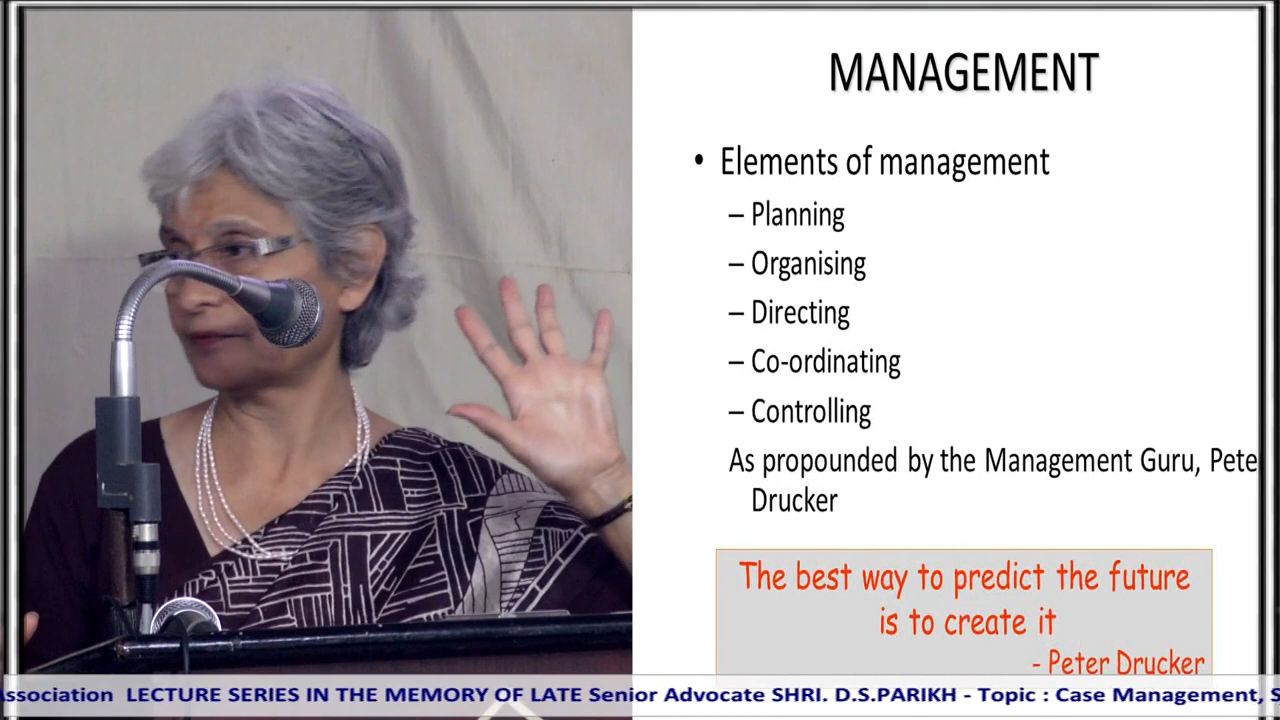 MANAGEMENT
• Elements of management
– Planning
– Organising
– Directing
– Co-ordinating
– Controlling
As propounded by the Management Guru, Pete
Drucker
The best way to predict the future
is to create it
- Peter Drucker
Association LECTURE SERIES IN THE MEMORY OF LATE Senior Advocate SHRI. D.S.PARIKH - Topic : Case Management, S